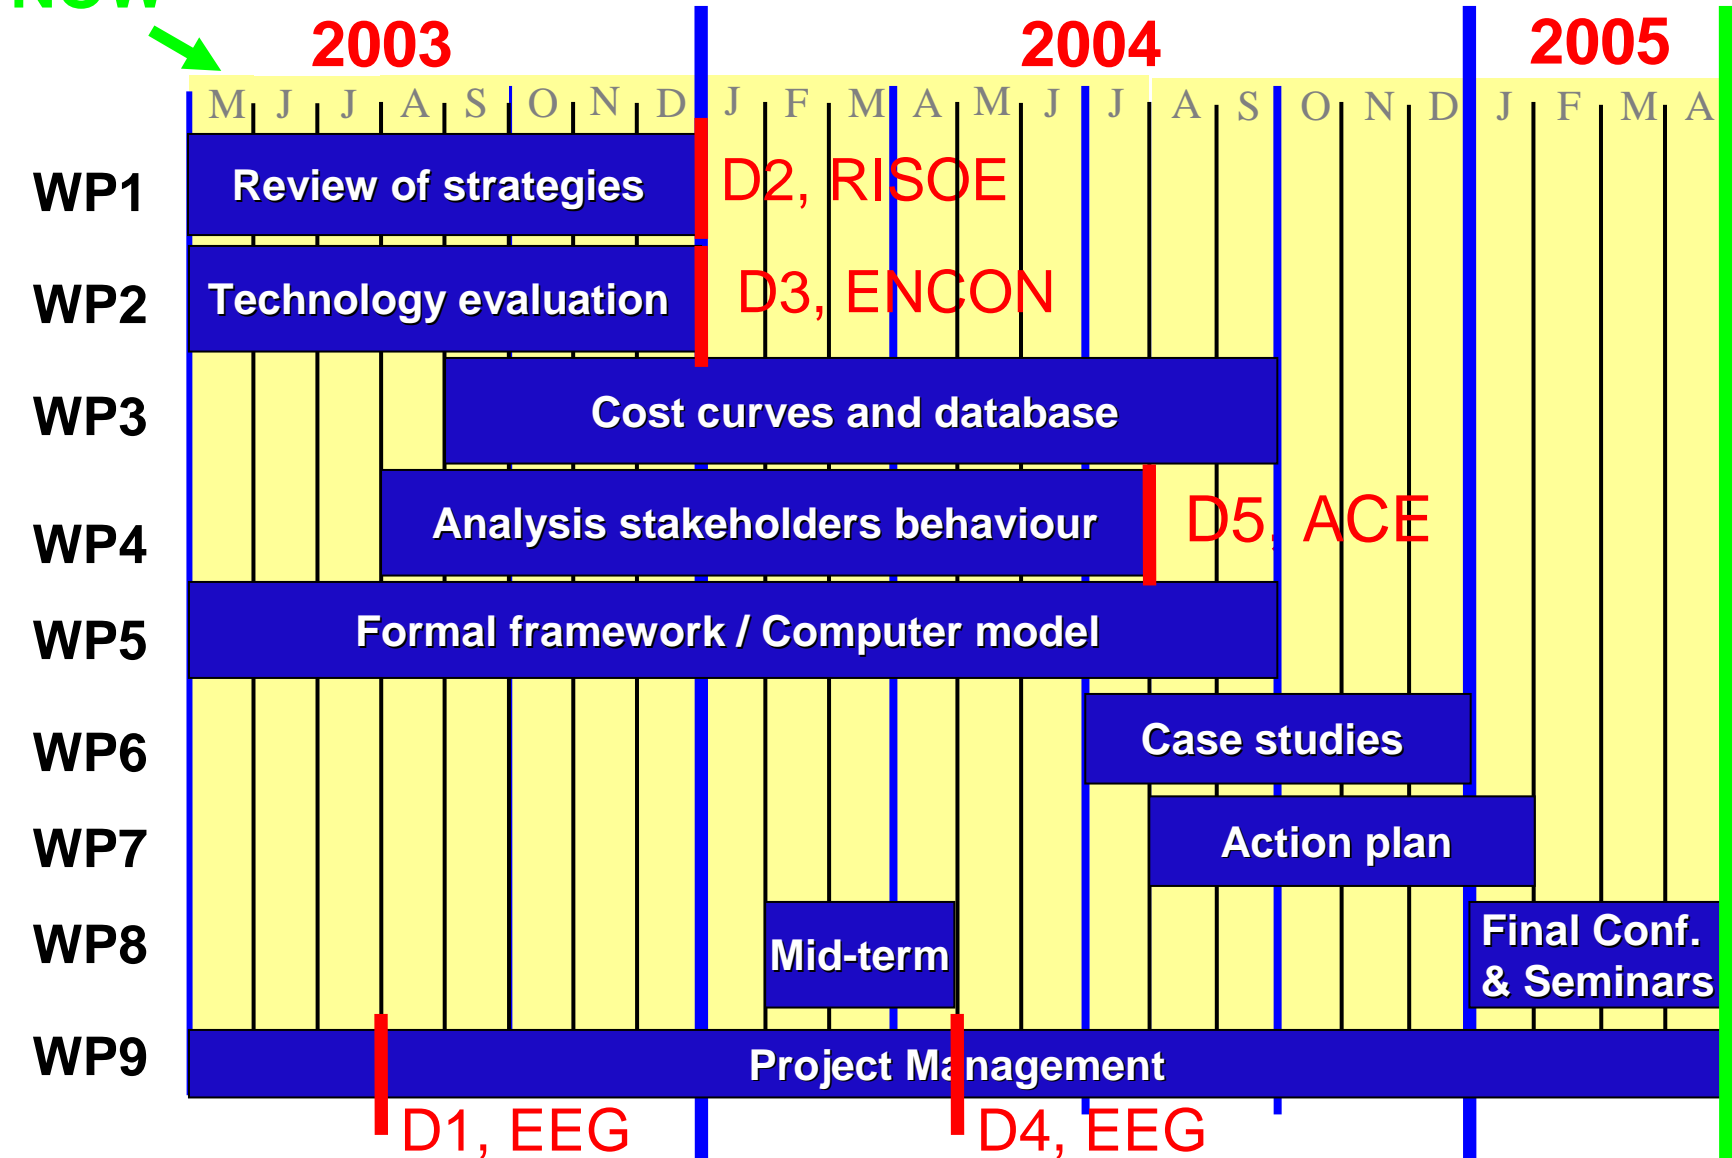 NOW
2003 2004 2005
M J J A S O N D J F M A M J J A S O N D J F M A
WP1 Review of strategies D2, RISOE
WP2 Technology evaluation D3, ENCON
WP3 Cost curves and database
WP4 Analysis stakeholders behaviour D5, ACE
WP5 Formal framework / Computer model
WP6 Case studies
WP7 Action plan
WP8 Mid-term Final Conf.
& Seminars
WP9 Project Management
D1, EEG D4, EEG